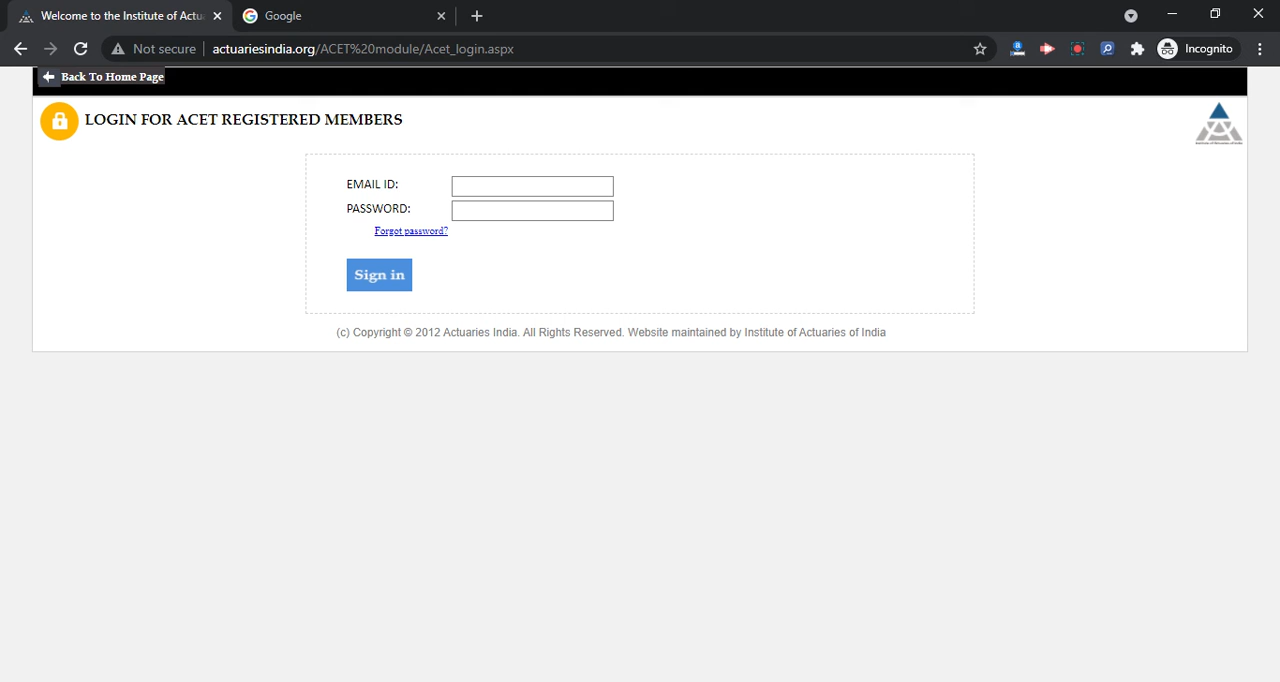 Welcome to the Institute of Actu
Google
Not secure
actuariesindia.org/ACET%20module/Acet_login.aspx
Incognito
Back To Home Page
LOGIN FOR ACET REGISTERED MEMBERS
EMAIL ID:
PASSWORD:
Forgot password?
Sign in
(c) Copyright © 2012 Actuaries India. All Rights Reserved. Website maintained by Institute of Actuaries of India